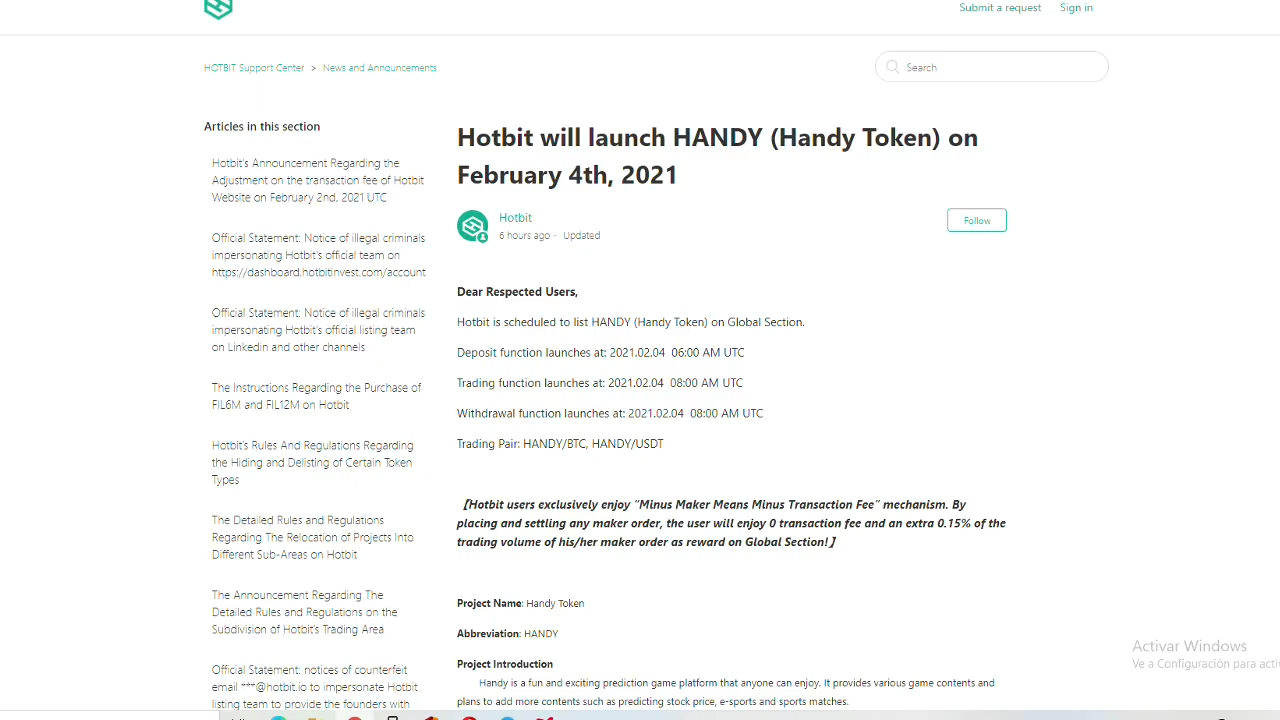 Submit a request Sign in
HOTBIT Support Center > News and Announcements
Search
Articles in this section
Hotbit's Announcement Regarding the
Adjustment on the transaction fee of Hotbit
Website on February 2nd, 2021 UTC
Official Statement: Notice of illegal criminals
impersonating Hotbit's official team on
https://dashboard.hotbitinvest.com/account
Official Statement: Notice of illegal criminals
impersonating Hotbit's official listing team
on Linkedin and other channels
The Instructions Regarding the Purchase of
FIL6M and FIL12M on Hotbit
Hotbit's Rules And Regulations Regarding
the Hiding and Delisting of Certain Token
Types
The Detailed Rules and Regulations
Regarding The Relocation of Projects Into
Different Sub-Areas on Hotbit
The Announcement Regarding The
Detailed Rules and Regulations on the
Subdivision of Hotbit's Trading Area
Official Statement: notices of counterfeit
email ***@hotbit.io to impersonate Hotbit
listing team to provide the founders with
Hotbit will launch HANDY (Handy Token) on
February 4th, 2021
Hotbit
6 hours ago · Updated
Follow
Dear Respected Users,
Hotbit is scheduled to list HANDY (Handy Token) on Global Section.
Deposit function launches at: 2021.02.04 06:00 AM UTC
Trading function launches at: 2021.02.04 08:00 AM UTC
Withdrawal function launches at: 2021.02.04 08:00 AM UTC
Trading Pair: HANDY/BTC, HANDY/USDT
【Hotbit users exclusively enjoy "Minus Maker Means Minus Transaction Fee" mechanism. By
placing and settling any maker order, the user will enjoy 0 transaction fee and an extra 0.15% of the
trading volume of his/her maker order as reward on Global Section!】
Project Name: Handy Token
Abbreviation: HANDY
Project Introduction
Handy is a fun and exciting prediction game platform that anyone can enjoy. It provides various game contents and
plans to add more contents such as predicting stock price, e-sports and sports matches.
Activar Windows
Ve a Configuración para activ